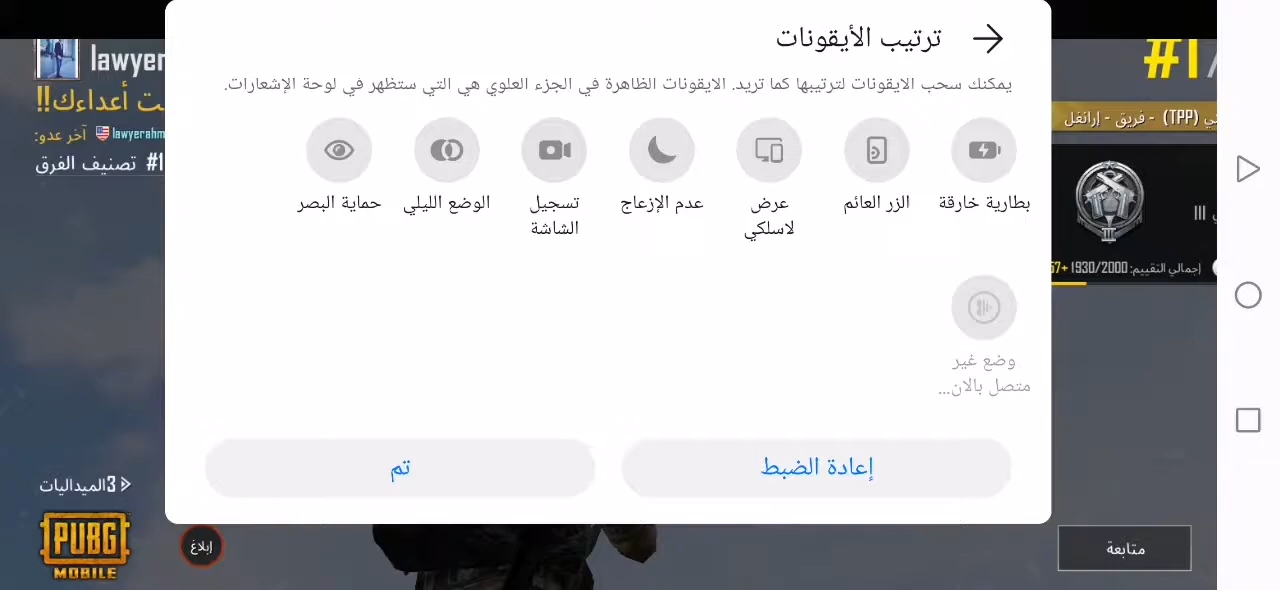 ترتيب الأيقونات
يمكنك سحب الايقونات لترتيبها كما تريد. الايقونات الظاهرة في الجزء العلوي هي التي ستظهر في لوحة الإشعارات.
بطارية خارقة
الزر العائم
عرض
لاسلكي
عدم الإزعاج
تسجيل
الشاشة
الوضع الليلي
حماية البصر
وضع غير
متصل بالان...
إعادة الضبط
تم
lawyer
ت أعداءك!!
آخر عدو: lawyerahm
#1 تصنيف الفرق
3الميداليات
PUBG
MOBILE
إبلاغ
#1/
ني (TPP) - فريق - إرانغل
III
إجمالي التقييم: 1930/2000 +57
متابعة